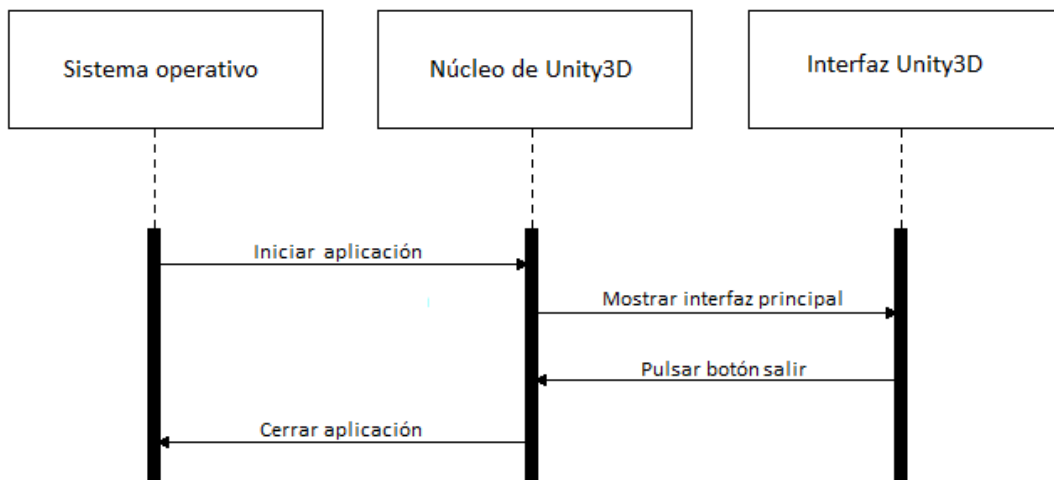 Sistema operativo
Núcleo de Unity3D
Interfaz Unity3D
Iniciar aplicación
Mostrar interfaz principal
Pulsar botón salir
Cerrar aplicación